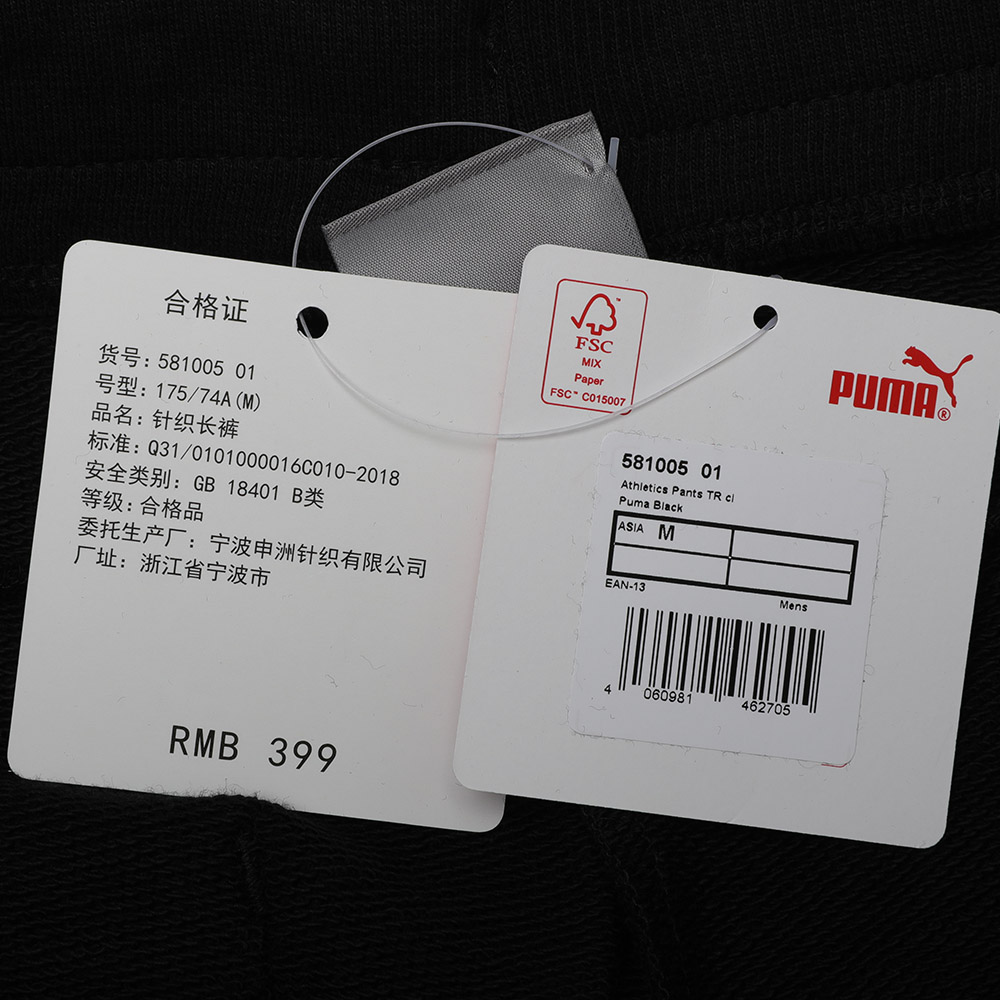 合格证
货号: 581005 01
号型: 175/74A(M)
品名: 针织长裤
标准: Q31/0101000016C010-2018
安全类别: GB 18401 B类
等级: 合格品
委托生产厂: 宁波申洲针织有限公司
厂址: 浙江省宁波市
RMB 399
FSC
MIX
Paper
FSC™ C015007
PUMA®
581005 01
Athletics Pants TR cl
Puma Black
ASIA M
EAN-13
Mens
4 060981 462705